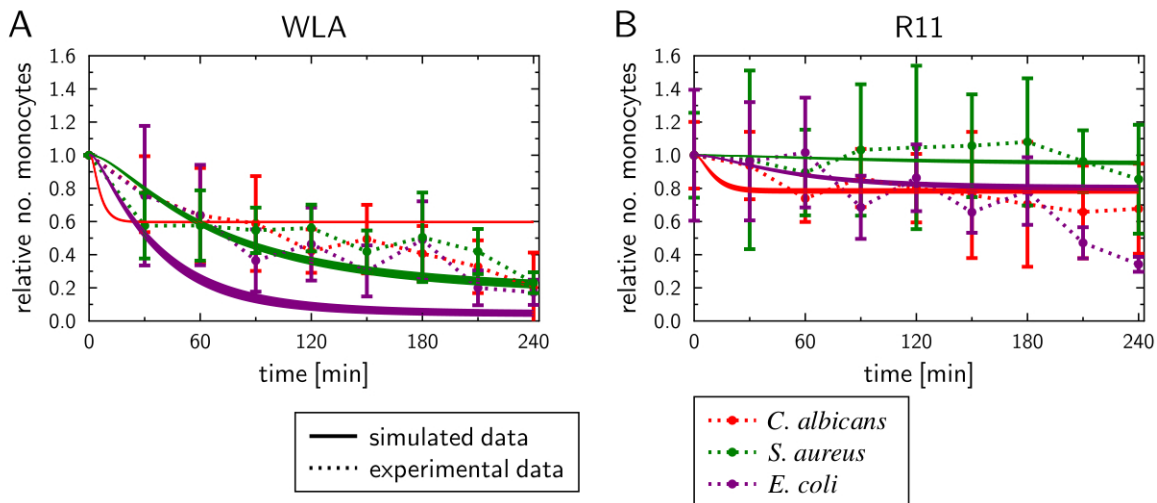 A
WLA
relative no. monocytes
1.6
1.4
1.2
1.0
0.8
0.6
0.4
0.2
0.0
0
60
120
180
240
time [min]
B
R11
relative no. monocytes
1.6
1.4
1.2
1.0
0.8
0.6
0.4
0.2
0.0
0
60
120
180
240
time [min]
simulated data
experimental data
C. albicans
S. aureus
E. coli